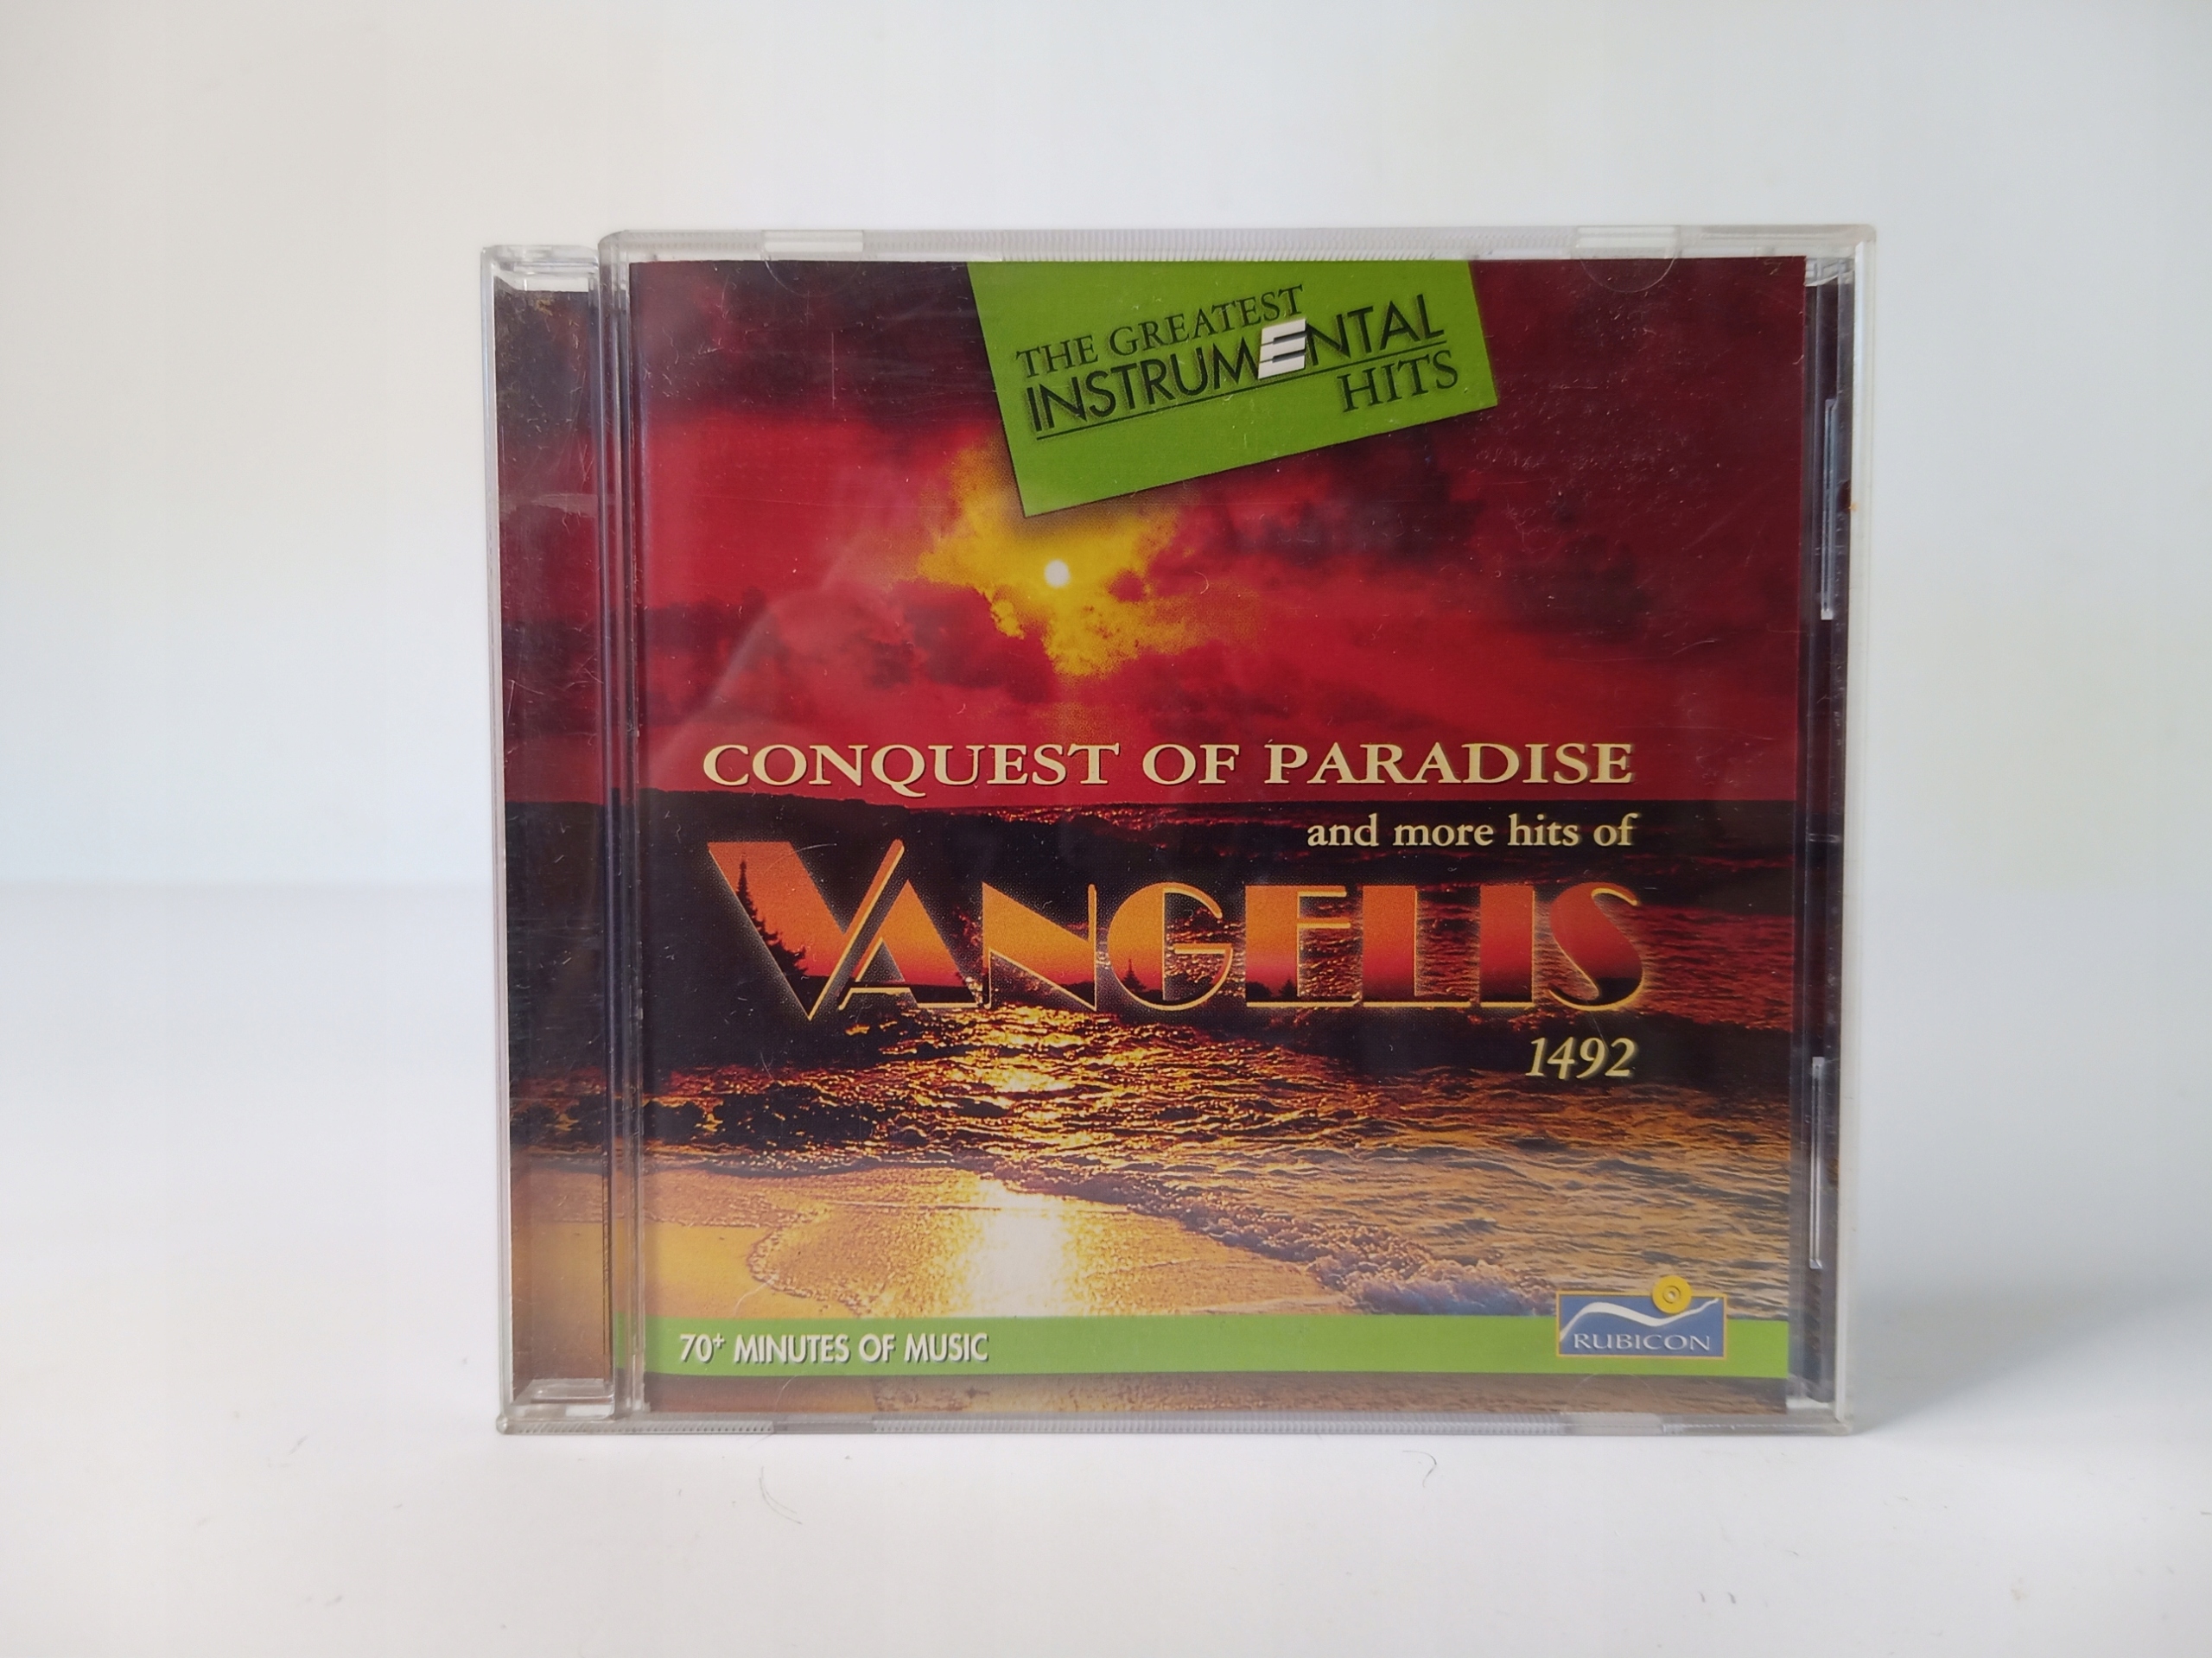 THE GREATEST
INSTRUMENTAL
HITS
CONQUEST OF PARADISE
and more hits of
VANGELIS
1492
70+ MINUTES OF MUSIC
RUBICON